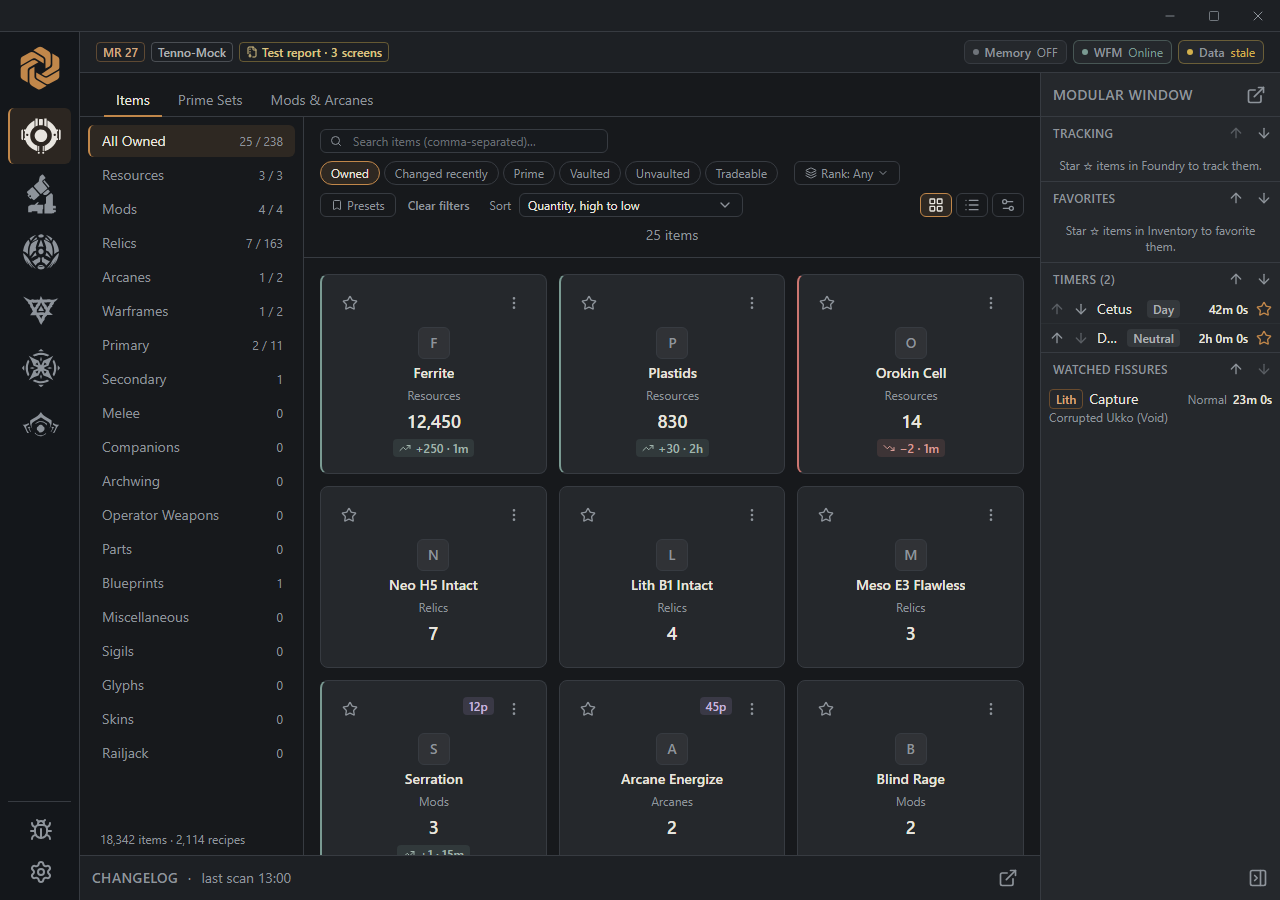 MR 27 Tenno-Mock Test report · 3 screens Memory OFF WFM Online Data stale
Items Prime Sets Mods & Arcanes
All Owned 25 / 238
Resources 3 / 3
Mods 4 / 4
Relics 7 / 163
Arcanes 1 / 2
Warframes 1 / 2
Primary 2 / 11
Secondary 1
Melee 0
Companions 0
Archwing 0
Operator Weapons 0
Parts 0
Blueprints 1
Miscellaneous 0
Sigils 0
Glyphs 0
Skins 0
Railjack 0
18,342 items · 2,114 recipes
Search items (comma-separated)...
Owned Changed recently Prime Vaulted Unvaulted Tradeable Rank: Any
Presets Clear filters Sort Quantity, high to low
25 items
F
Ferrite
Resources
12,450
+250 · 1m
P
Plastids
Resources
830
+30 · 2h
O
Orokin Cell
Resources
14
−2 · 1m
N
Neo H5 Intact
Relics
7
L
Lith B1 Intact
Relics
4
M
Meso E3 Flawless
Relics
3
12p
S
Serration
Mods
3
+1 · 15m
45p
A
Arcane Energize
Arcanes
2
B
Blind Rage
Mods
2
MODULAR WINDOW
TRACKING
Star ☆ items in Foundry to track them.
FAVORITES
Star ☆ items in Inventory to favorite
them.
TIMERS (2)
Cetus Day 42m 0s
D... Neutral 2h 0m 0s
WATCHED FISSURES
Lith Capture Normal 23m 0s
Corrupted Ukko (Void)
CHANGELOG · last scan 13:00